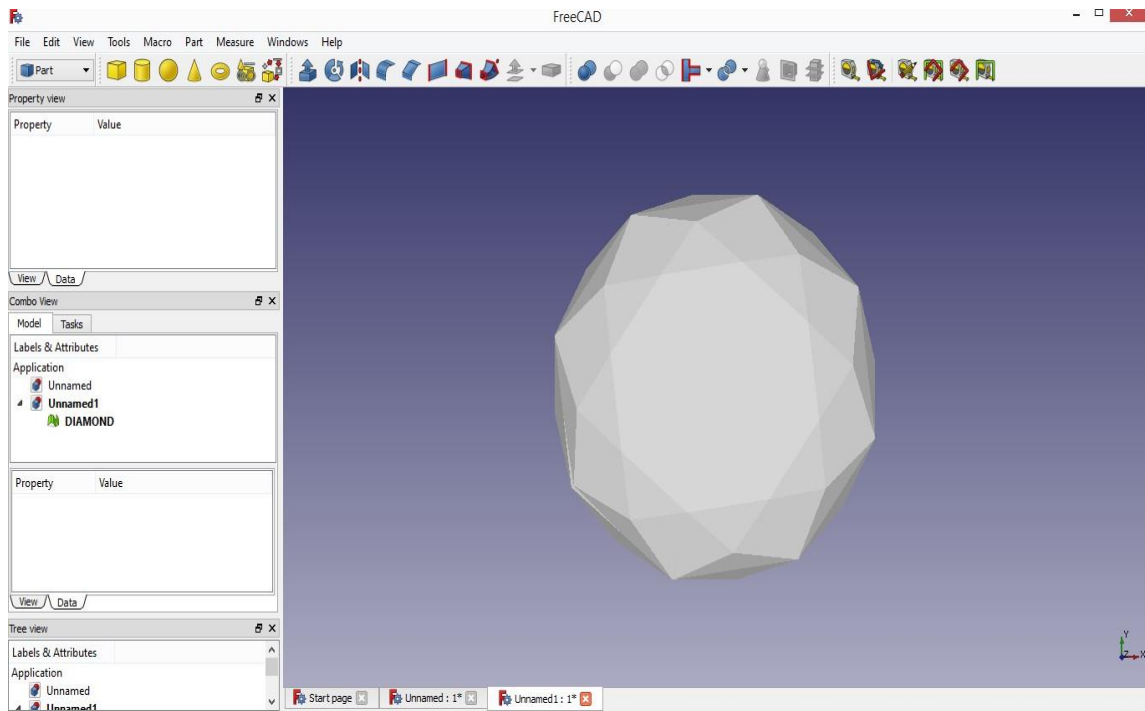 FreeCAD
File Edit View Tools Macro Part Measure Windows Help
Part
Property view
Property Value
View Data
Combo View
Model Tasks
Labels & Attributes
Application
Unnamed
Unnamed1
DIAMOND
Property Value
View Data
Tree view
Labels & Attributes
Application
Unnamed
Unnamed1
Y
Z X
Start page Unnamed : 1* Unnamed1 : 1*